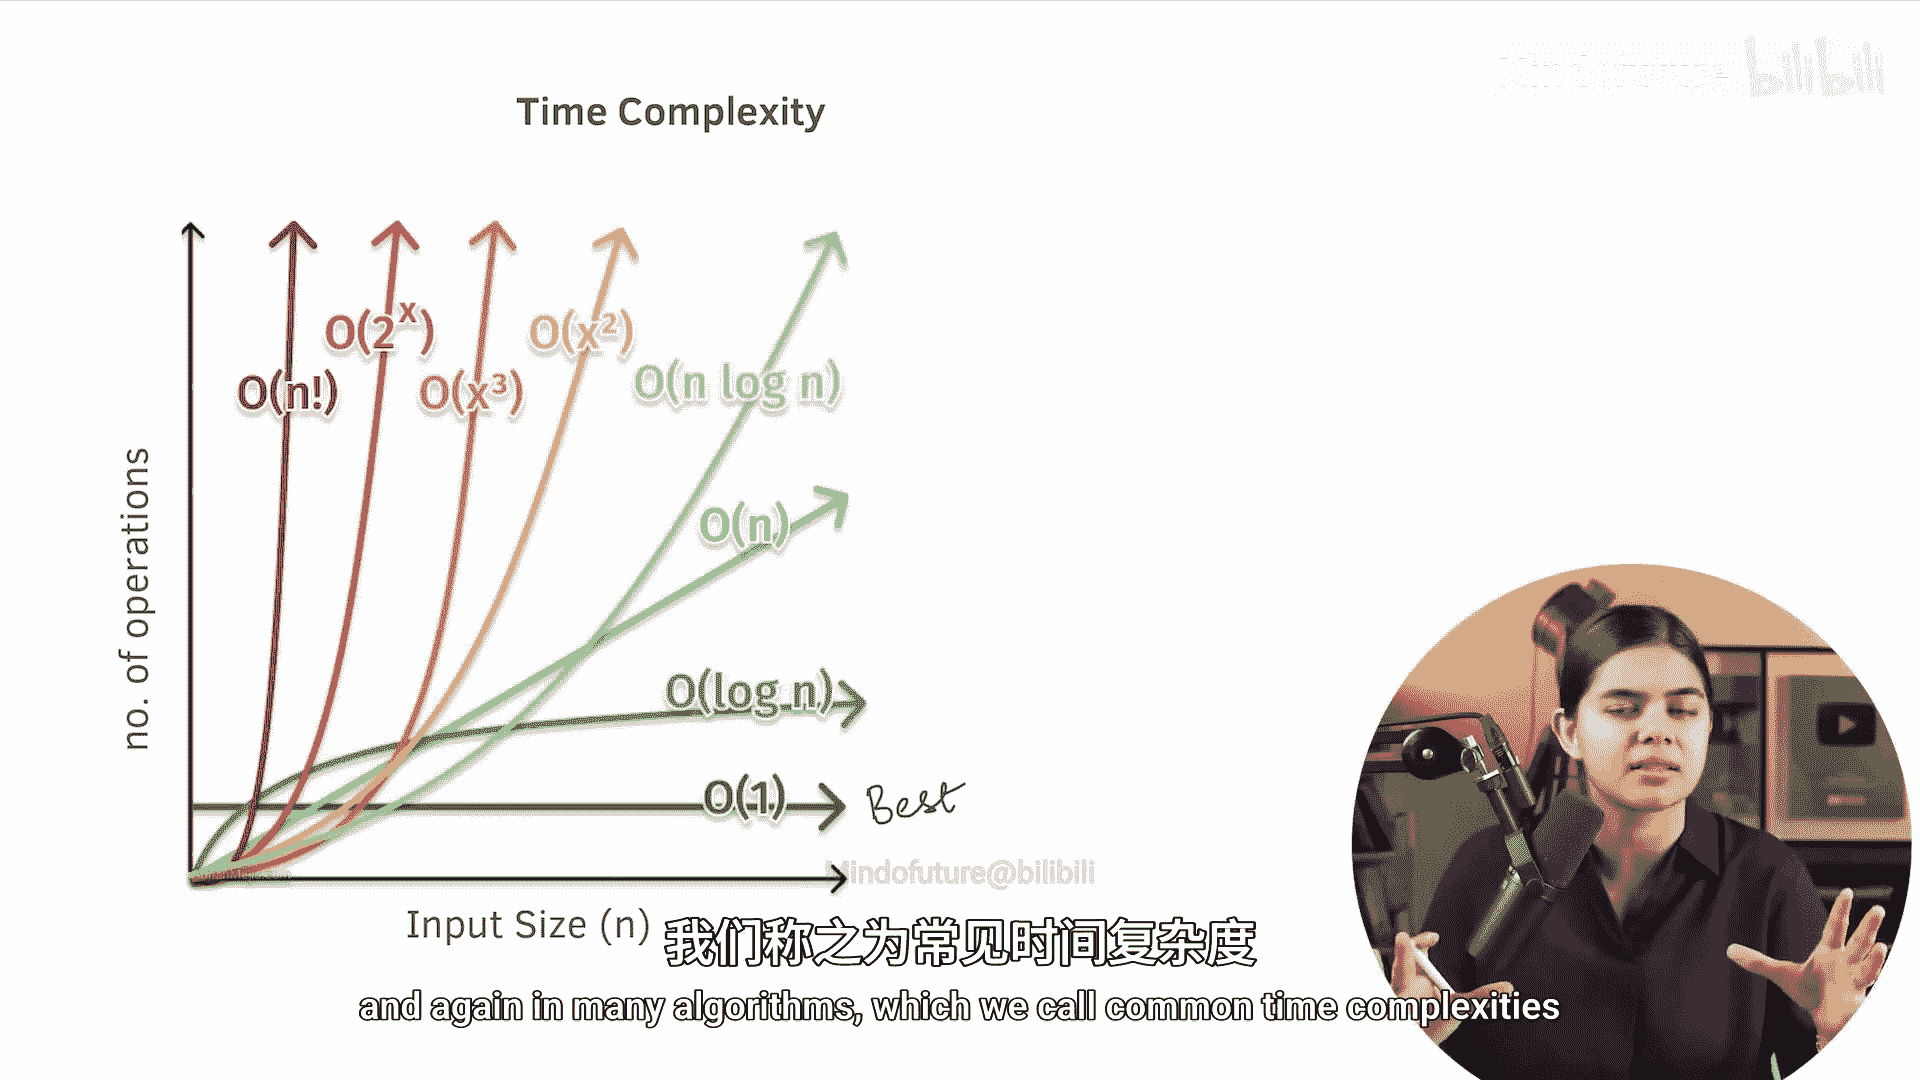 bilibili
Time Complexity
O(2^x)
O(x²)
O(n!)
O(x³)
O(n log n)
O(n)
no. of operations
O(log n)
O(1)
Best
Mindofuture@bilibili
Input Size (n)
我们称之为常见时间复杂度
and again in many algorithms, which we call common time complexities